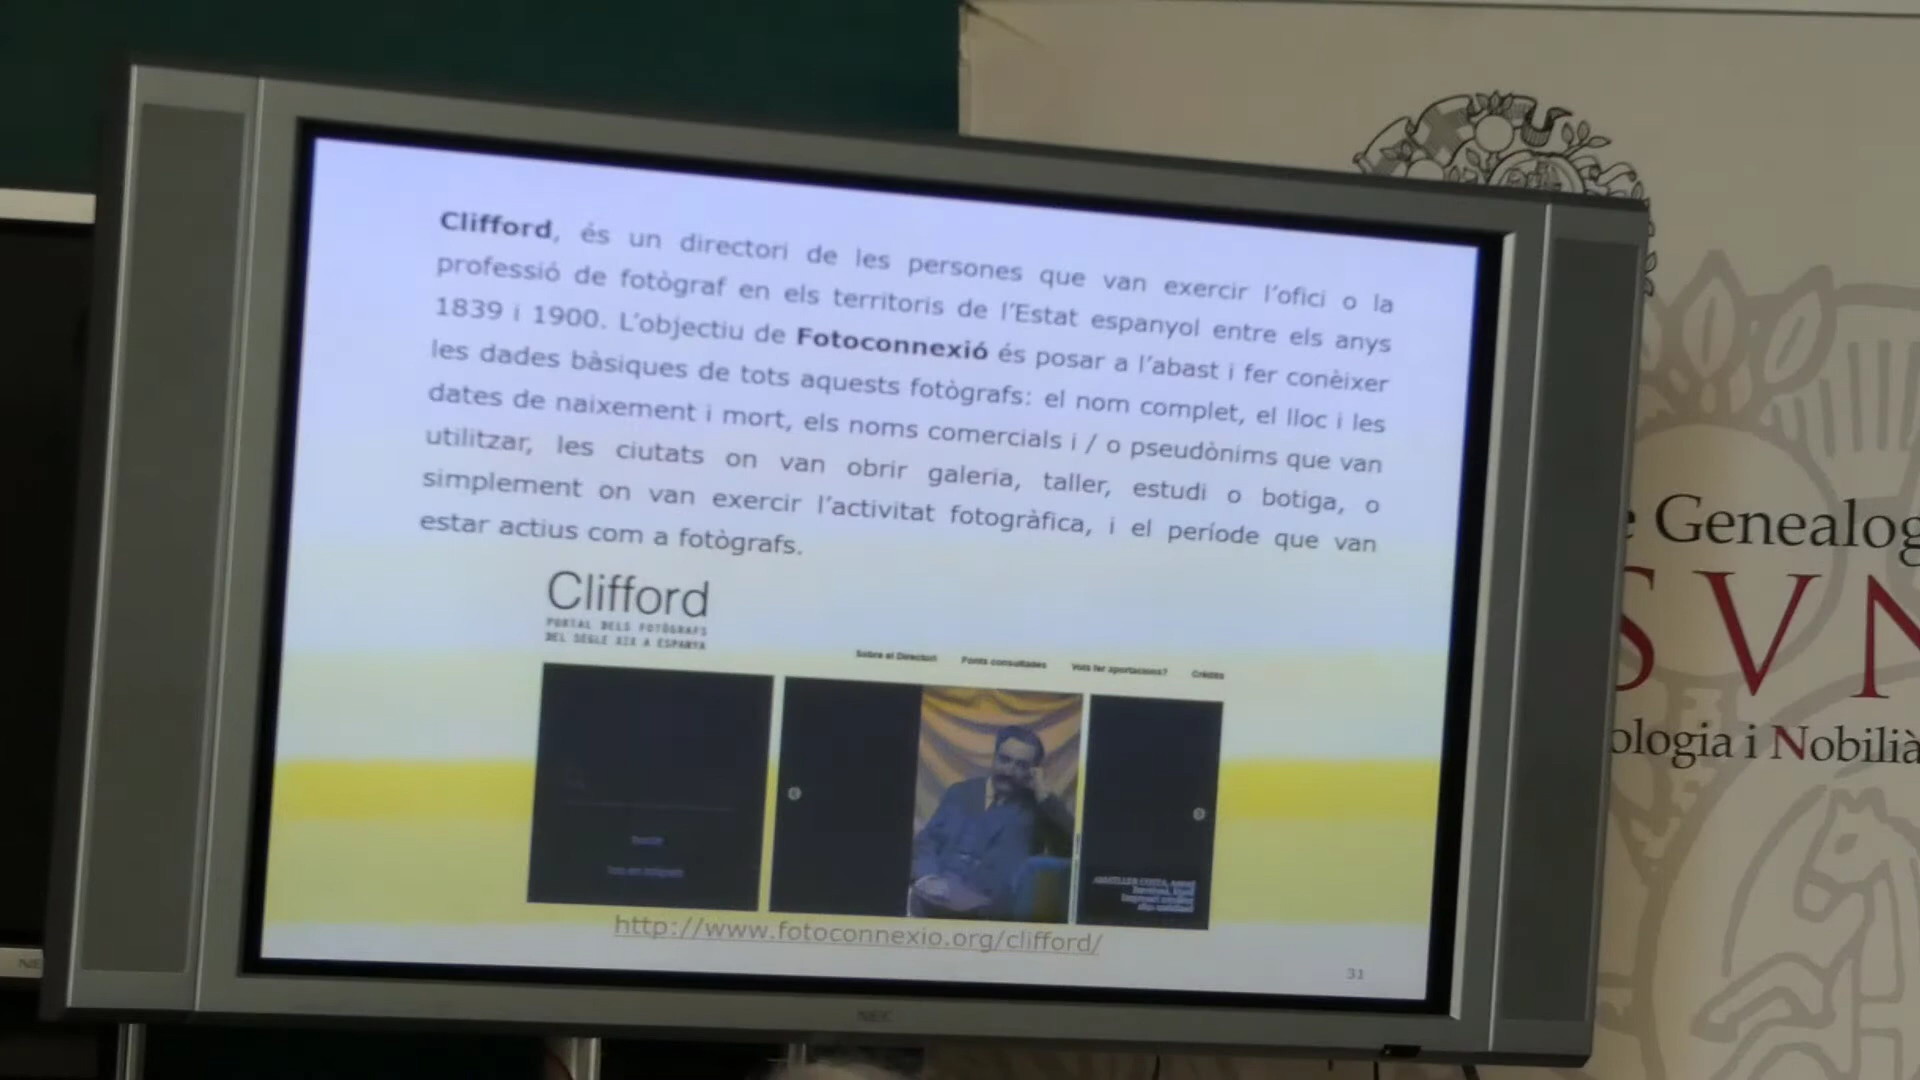 Clifford, és un directori de les persones que van exercir l'ofici o la
professió de fotògraf en els territoris de l'Estat espanyol entre els anys
1839 i 1900. L'objectiu de Fotoconnexió és posar a l'abast i fer conèixer
les dades bàsiques de tots aquests fotògrafs: el nom complet, el lloc i les
dates de naixement i mort, els noms comercials i / o pseudònims que van
utilitzar, les ciutats on van obrir galeria, taller, estudi o botiga, o
simplement on van exercir l'activitat fotogràfica, i el període que van
estar actius com a fotògrafs.
Clifford
PORTAL DELS FOTÒGRAFS
DEL SEGLE XIX A ESPANYA
Sobre el Directori Fonts consultades Vols fer aportacions? Crèdits
http://www.fotoconnexio.org/clifford/
31
NEC
e Genealog
SVN
ologia i Nobilià